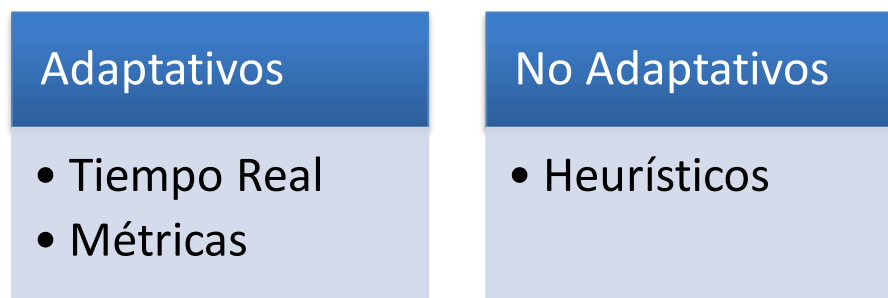 Adaptativos
• Tiempo Real
• Métricas
No Adaptativos
• Heurísticos